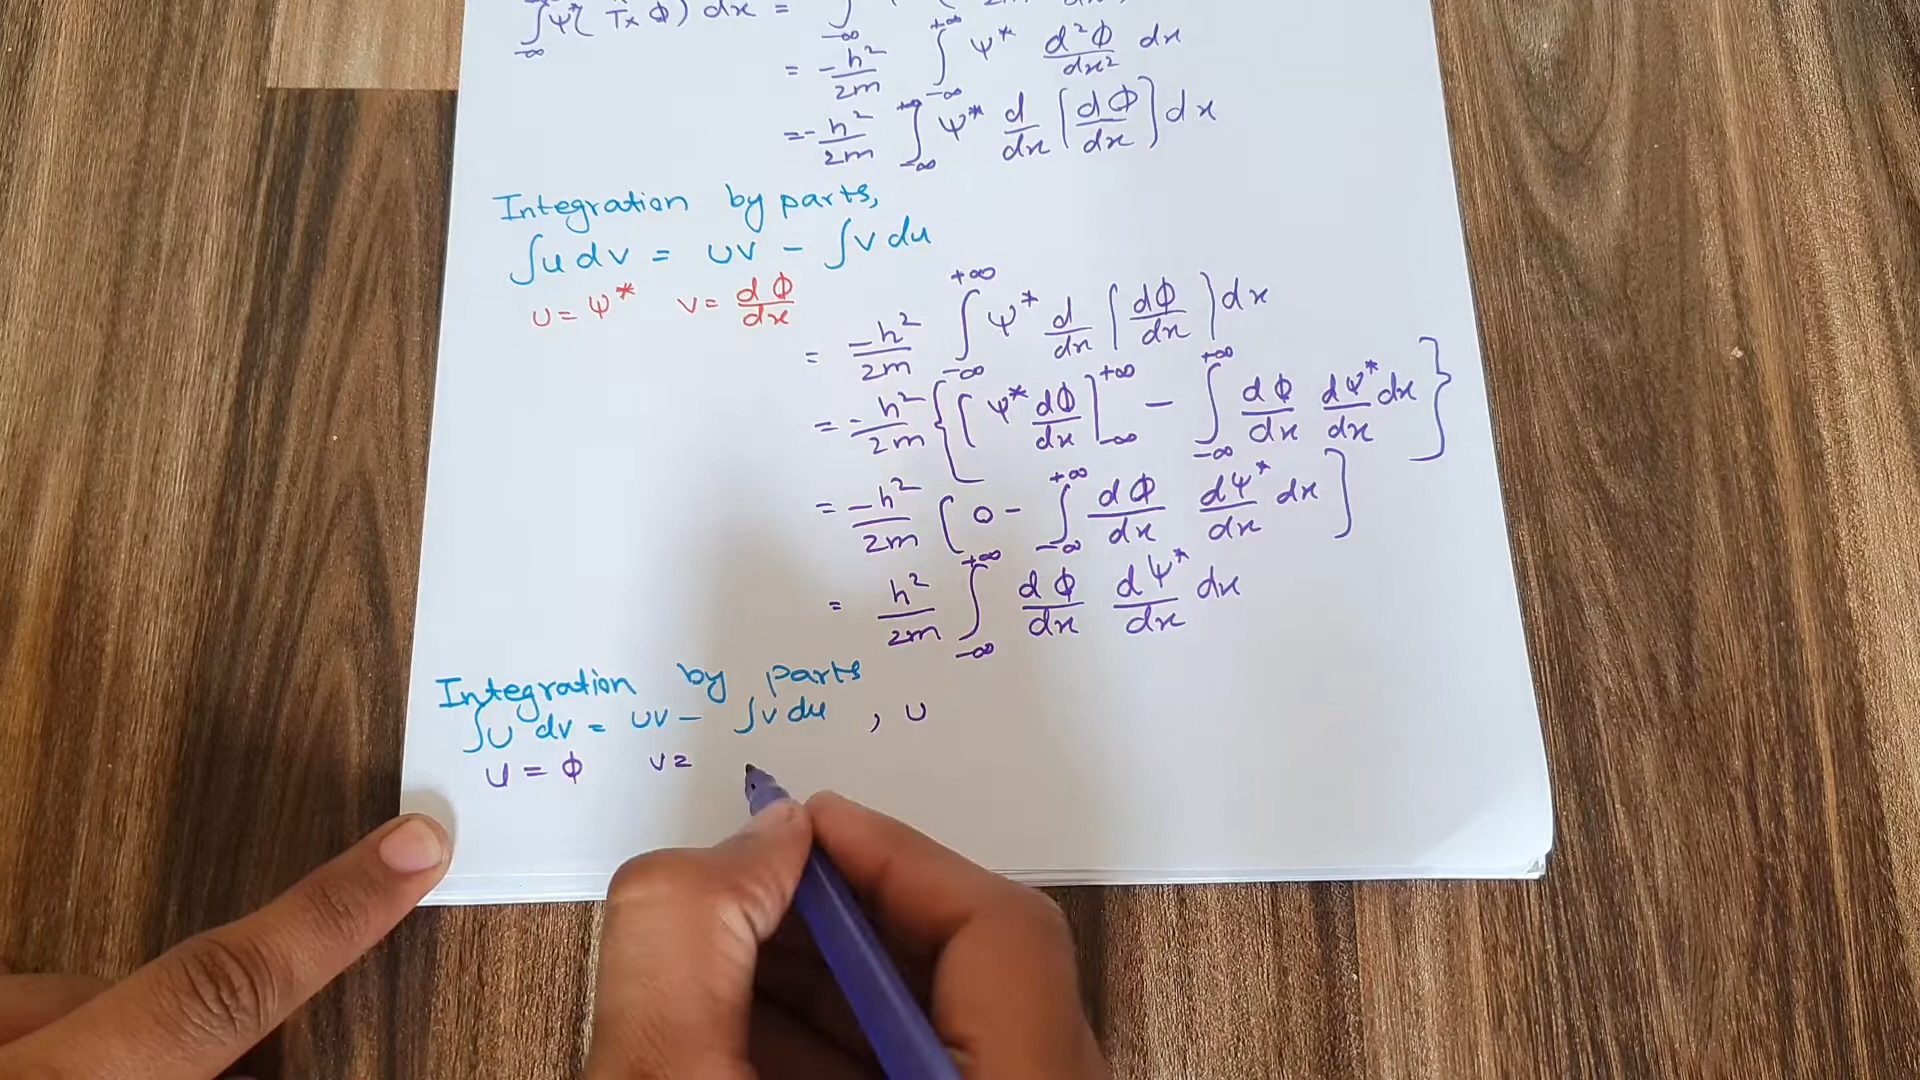 ∫_{-∞} Ψ*( T̂x Φ) dx = ∫_{-∞}
= -h²/2m ∫_{-∞}^{+∞} Ψ* d²Φ/dx² dx
= -h²/2m ∫_{-∞}^{+∞} Ψ* d/dx [dΦ/dx] dx
Integration by parts,
∫u dv = uv - ∫v du
u = Ψ* v = dΦ/dx
= -h²/2m ∫_{-∞}^{+∞} Ψ* d/dx [dΦ/dx] dx
= -h²/2m {[Ψ* dΦ/dx]_{-∞}^{+∞} - ∫_{-∞}^{+∞} dΦ/dx dΨ*/dx dx}
= -h²/2m [0 - ∫_{-∞}^{+∞} dΦ/dx dΨ*/dx dx]
= h²/2m ∫_{-∞}^{+∞} dΦ/dx dΨ*/dx dx
Integration by parts
∫u dv = uv - ∫v du , u
u = Φ v=